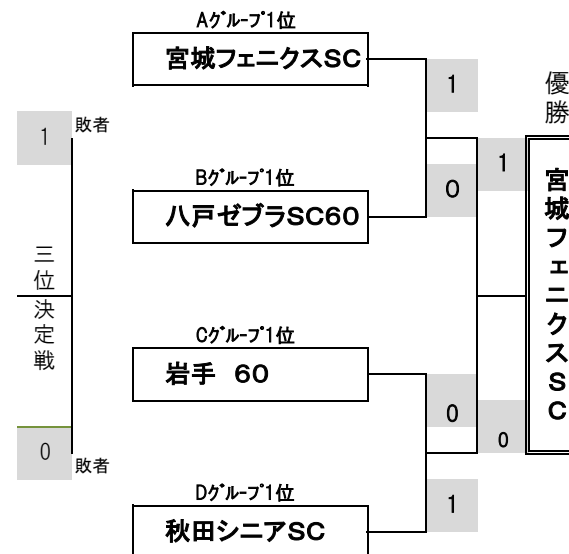 Aグループ1位
宮城フェニクスSC
1
優勝
1
敗者
1
Bグループ1位
0
八戸ゼブラSC60
宮城フェニクスSC
三位決定戦
Cグループ1位
岩手　60
0
0
0
敗者
Dグループ1位
1
秋田シニアSC